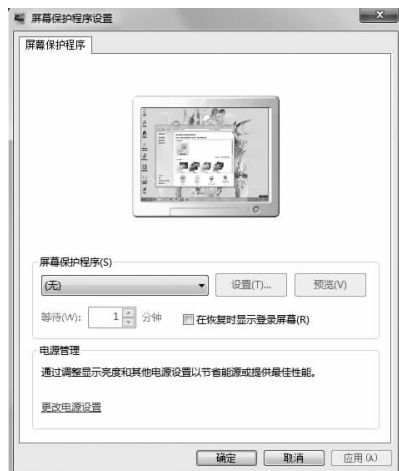 屏幕保护程序设置
屏幕保护程序
屏幕保护程序(S)
(无) 设置(T)... 预览(V)
等待(W): 1 分钟 在恢复时显示登录屏幕(R)
电源管理
通过调整显示亮度和其他电源设置以节省能源或提供最佳性能。
更改电源设置
确定 取消 应用(A)